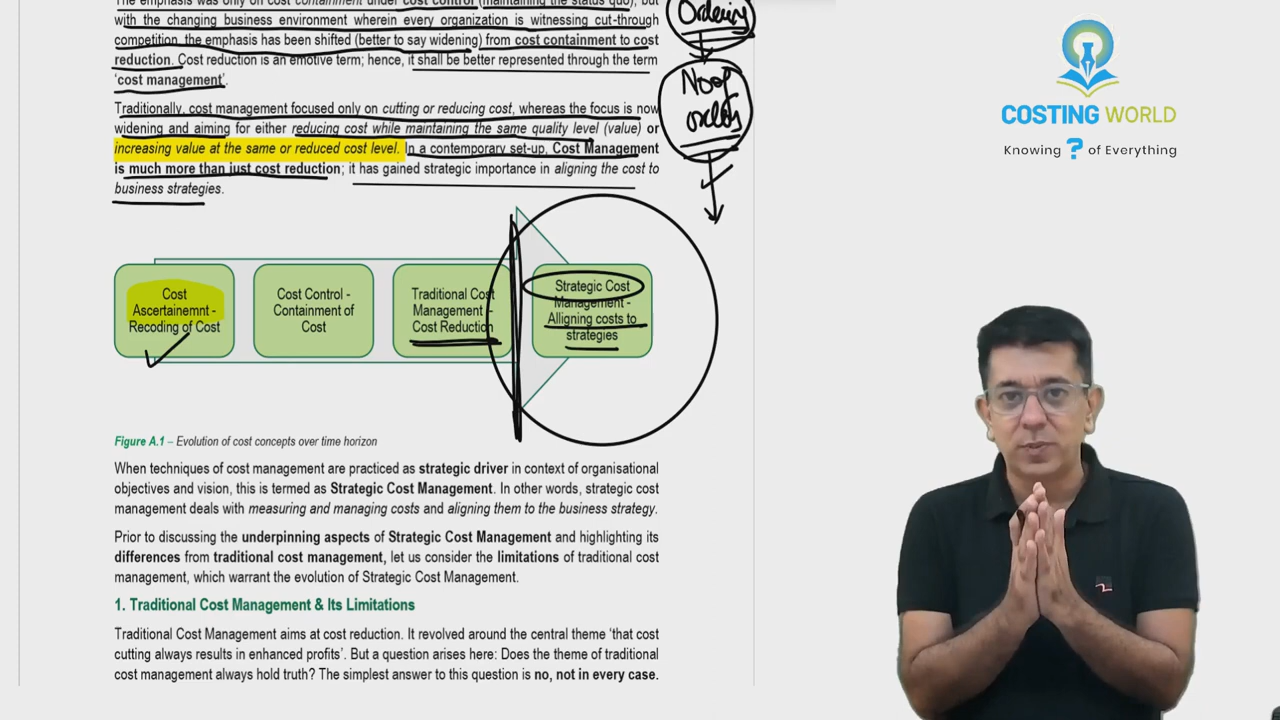 The emphasis was only on cost containment under cost control (maintaining the status quo), but
with the changing business environment wherein every organization is witnessing cut-through
competition, the emphasis has been shifted (better to say widening) from cost containment to cost
reduction. Cost reduction is an emotive term; hence, it shall be better represented through the term
‘cost management’.
Traditionally, cost management focused only on cutting or reducing cost, whereas the focus is now
widening and aiming for either reducing cost while maintaining the same quality level (value) or
increasing value at the same or reduced cost level. In a contemporary set-up, Cost Management
is much more than just cost reduction; it has gained strategic importance in aligning the cost to
business strategies.
Ordering
No of
orders
Cost
Ascertainemnt -
Recoding of Cost
Cost Control -
Containment of
Cost
Traditional Cost
Management -
Cost Reduction
Strategic Cost
Management -
Alligning costs to
strategies
Figure A.1 – Evolution of cost concepts over time horizon
When techniques of cost management are practiced as strategic driver in context of organisational
objectives and vision, this is termed as Strategic Cost Management. In other words, strategic cost
management deals with measuring and managing costs and aligning them to the business strategy.
Prior to discussing the underpinning aspects of Strategic Cost Management and highlighting its
differences from traditional cost management, let us consider the limitations of traditional cost
management, which warrant the evolution of Strategic Cost Management.
1. Traditional Cost Management & Its Limitations
Traditional Cost Management aims at cost reduction. It revolved around the central theme ‘that cost
cutting always results in enhanced profits’. But a question arises here: Does the theme of traditional
cost management always hold truth? The simplest answer to this question is no, not in every case.
COSTING WORLD
Knowing ? of Everything